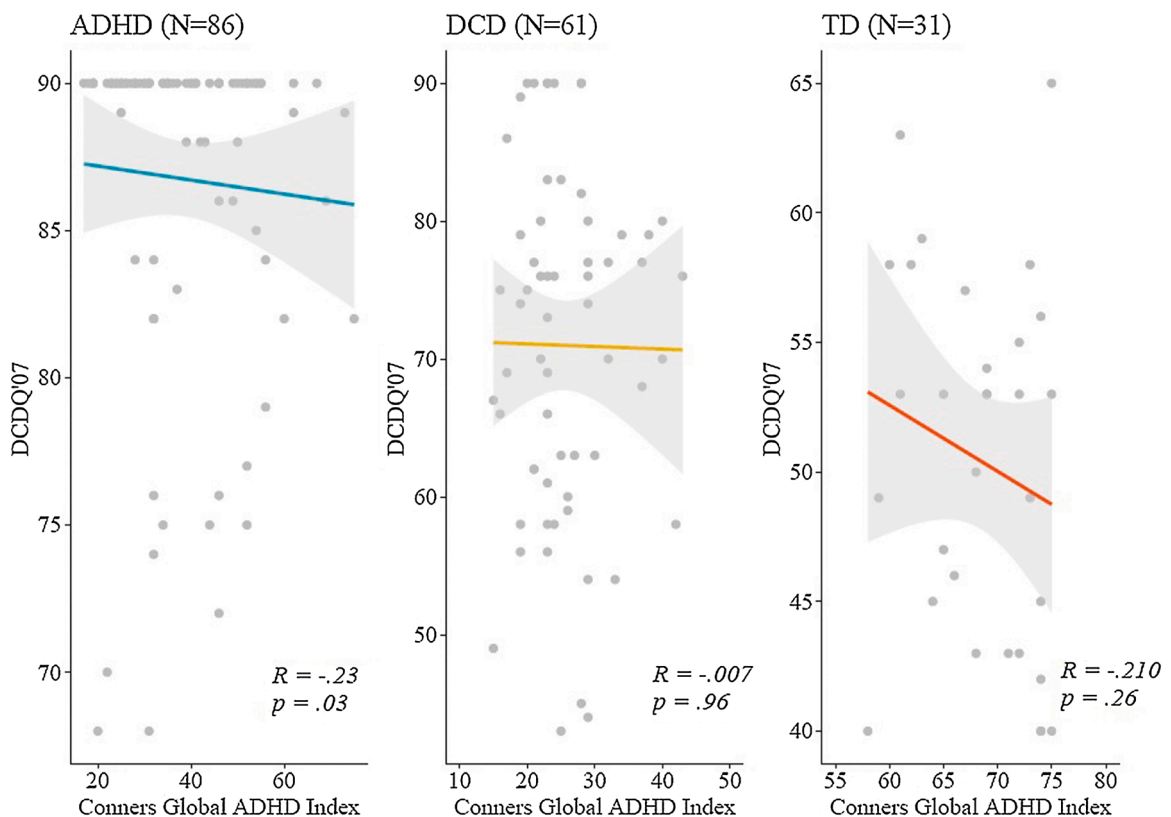 ADHD (N=86)
90
85
80
75
70
DCDQ'07
R = -.23
p = .03
20 40 60
Conners Global ADHD Index
DCD (N=61)
90
80
70
60
50
DCDQ'07
R = -.007
p = .96
10 20 30 40 50
Conners Global ADHD Index
TD (N=31)
65
60
55
50
45
40
DCDQ'07
R = -.210
p = .26
55 60 65 70 75 80
Conners Global ADHD Index